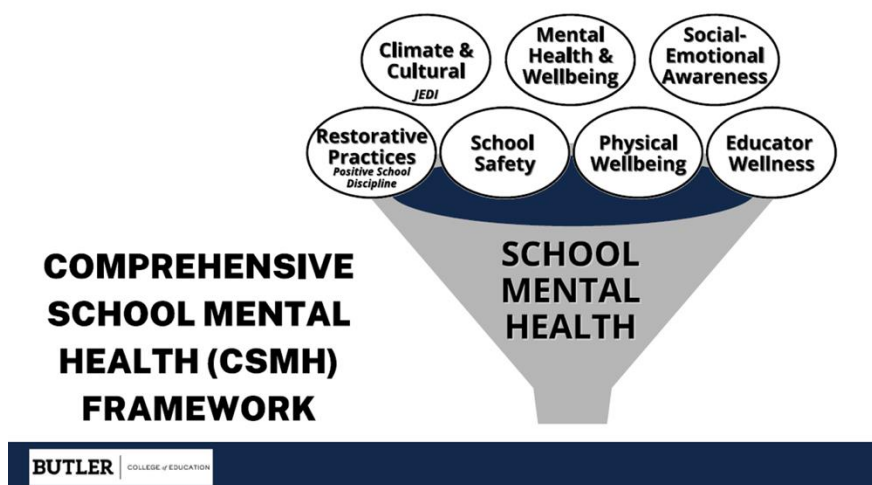 Climate &
Cultural
JEDI
Mental
Health &
Wellbeing
Social-
Emotional
Awareness
Restorative
Practices
Positive School
Discipline
School
Safety
Physical
Wellbeing
Educator
Wellness
SCHOOL
MENTAL
HEALTH
COMPREHENSIVE
SCHOOL MENTAL
HEALTH (CSMH)
FRAMEWORK
BUTLER | COLLEGE of EDUCATION